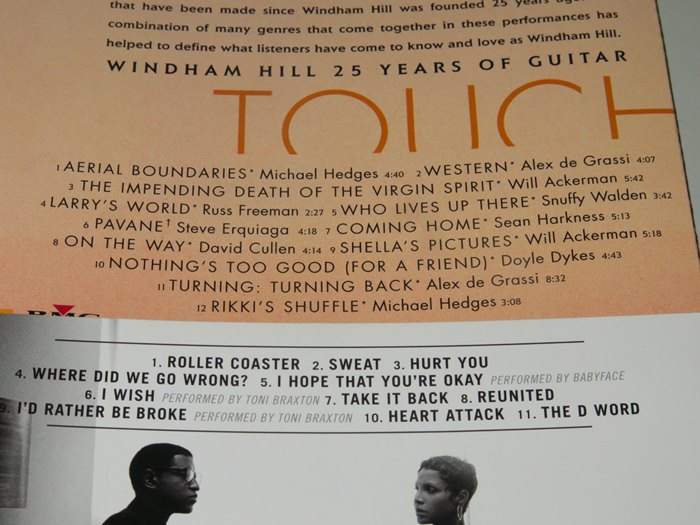 that have been made since Windham Hill was founded 25 years ago.
combination of many genres that come together in these performances has
helped to define what listeners have come to know and love as Windham Hill.
WINDHAM HILL 25 YEARS OF GUITAR
TOUCH
1 AERIAL BOUNDARIES* Michael Hedges 4:40 2 WESTERN* Alex de Grassi 4:07
3 THE IMPENDING DEATH OF THE VIRGIN SPIRIT* Will Ackerman 5:42
4 LARRY'S WORLD* Russ Freeman 2:27 5 WHO LIVES UP THERE* Snuffy Walden 3:42
6 PAVANE† Steve Erquiaga 4:18 7 COMING HOME* Sean Harkness 5:13
8 ON THE WAY* David Cullen 4:14 9 SHELLA'S PICTURES* Will Ackerman 5:18
10 NOTHING'S TOO GOOD (FOR A FRIEND)* Doyle Dykes 4:43
11 TURNING: TURNING BACK* Alex de Grassi 8:32
12 RIKKI'S SHUFFLE* Michael Hedges 3:08
BMG
1. ROLLER COASTER 2. SWEAT 3. HURT YOU
4. WHERE DID WE GO WRONG? 5. I HOPE THAT YOU'RE OKAY PERFORMED BY BABYFACE
6. I WISH PERFORMED BY TONI BRAXTON 7. TAKE IT BACK 8. REUNITED
9. I'D RATHER BE BROKE PERFORMED BY TONI BRAXTON 10. HEART ATTACK 11. THE D WORD